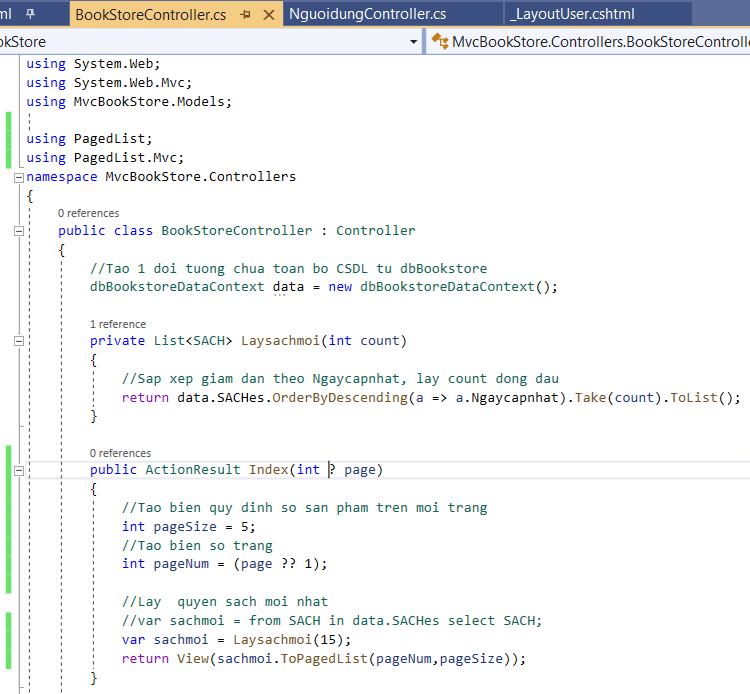 ml BookStoreController.cs NguoidungController.cs _LayoutUser.cshtml
okStore MvcBookStore.Controllers.BookStoreControlle
using System.Web;
using System.Web.Mvc;
using MvcBookStore.Models;
using PagedList;
using PagedList.Mvc;
namespace MvcBookStore.Controllers
{
0 references
public class BookStoreController : Controller
{
//Tao 1 doi tuong chua toan bo CSDL tu dbBookstore
dbBookstoreDataContext data = new dbBookstoreDataContext();
1 reference
private List<SACH> Laysachmoi(int count)
{
//Sap xep giam dan theo Ngaycapnhat, lay count dong dau
return data.SACHes.OrderByDescending(a => a.Ngaycapnhat).Take(count).ToList();
}
0 references
public ActionResult Index(int ? page)
{
//Tao bien quy dinh so san pham tren moi trang
int pageSize = 5;
//Tao bien so trang
int pageNum = (page ?? 1);
//Lay  quyen sach moi nhat
//var sachmoi = from SACH in data.SACHes select SACH;
var sachmoi = Laysachmoi(15);
return View(sachmoi.ToPagedList(pageNum,pageSize));
}